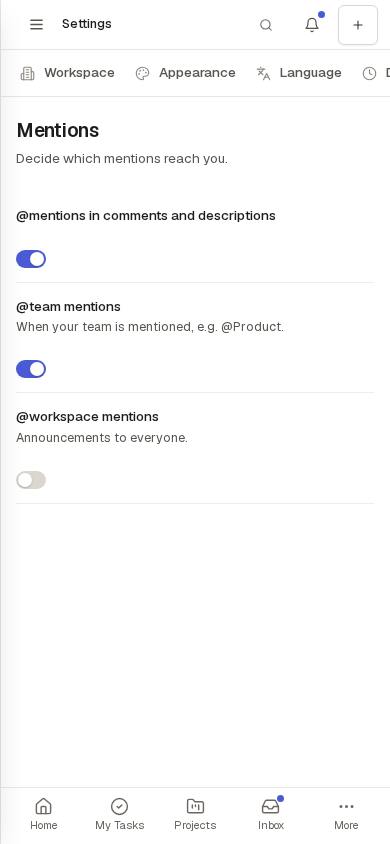 Settings
Workspace Appearance Language
Mentions
Decide which mentions reach you.
@mentions in comments and descriptions
@team mentions
When your team is mentioned, e.g. @Product.
@workspace mentions
Announcements to everyone.
Home My Tasks Projects Inbox More